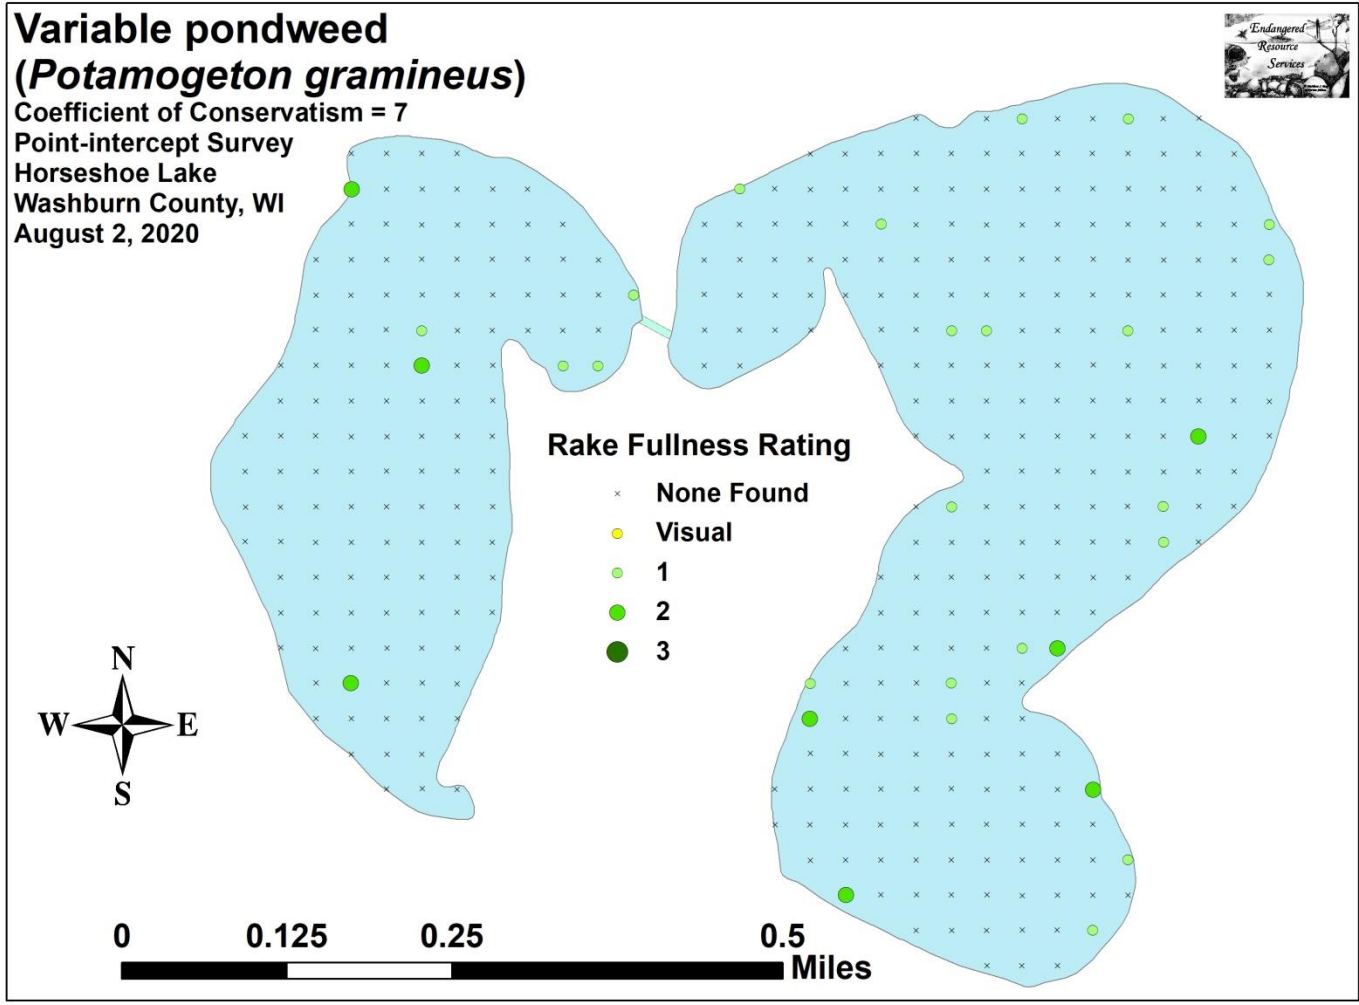 Variable pondweed
(Potamogeton gramineus)
Coefficient of Conservatism = 7
Point-intercept Survey
Horseshoe Lake
Washburn County, WI
August 2, 2020
Endangered
Resource
Services
Rake Fullness Rating
None Found
Visual
1
2
3
N
W E
S
0 0.125 0.25 0.5
Miles